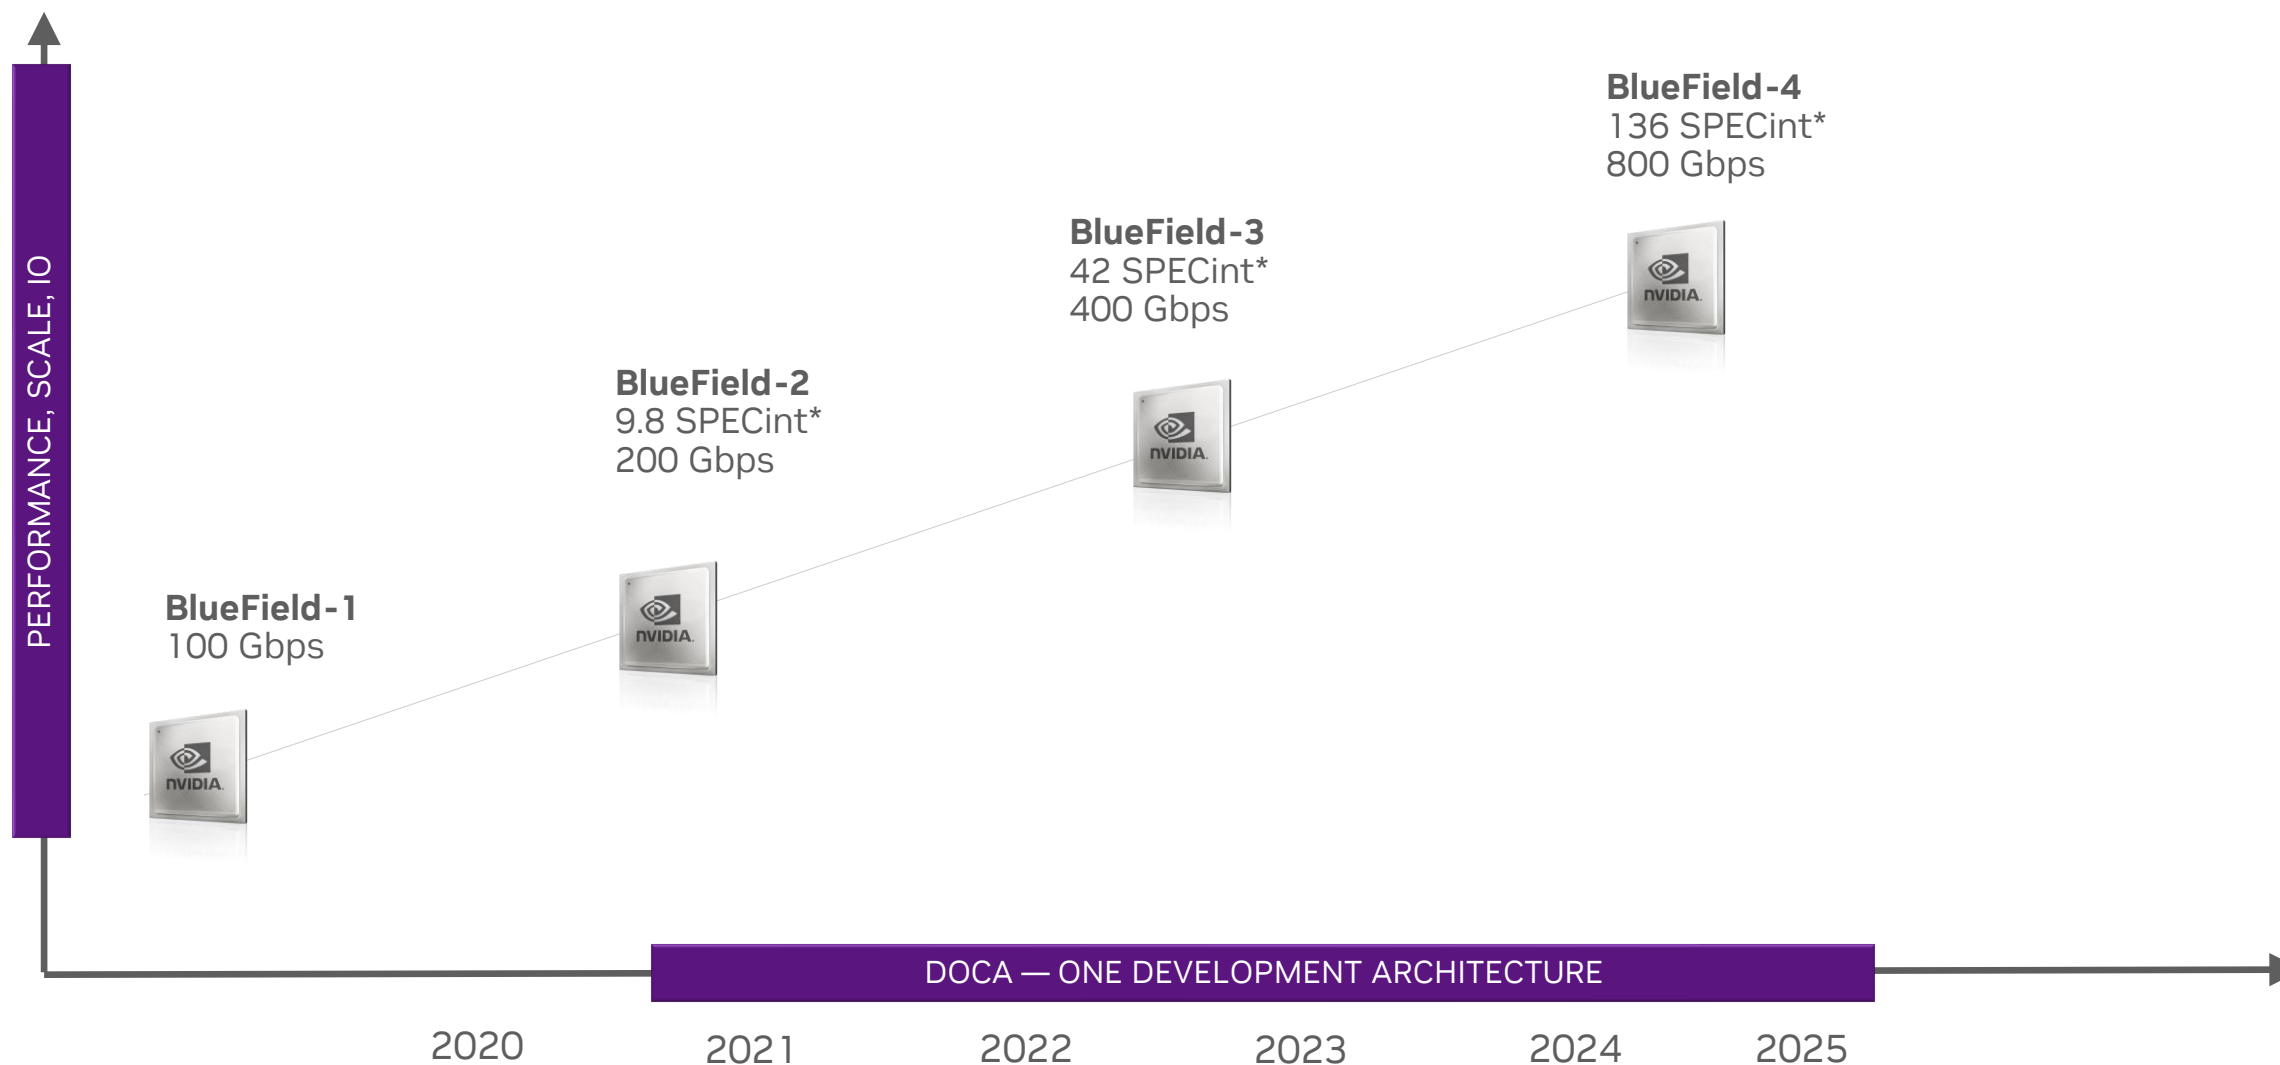 PERFORMANCE, SCALE, IO
BlueField-1
100 Gbps
nVIDIA.
BlueField-2
9.8 SPECint*
200 Gbps
nVIDIA.
BlueField-3
42 SPECint*
400 Gbps
nVIDIA.
BlueField-4
136 SPECint*
800 Gbps
nVIDIA.
DOCA — ONE DEVELOPMENT ARCHITECTURE
2020 2021 2022 2023 2024 2025